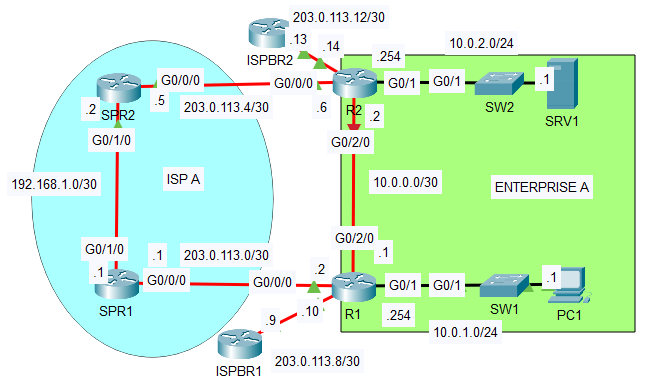 203.0.113.12/30
.13
.14
ISPBR2
.254
10.0.2.0/24
G0/0/0
G0/0/0
G0/1
G0/1
.1
SW2
SRV1
SPR2
.2
.5
203.0.113.4/30
.6
R2
.2
G0/1/0
G0/2/0
192.168.1.0/30
ISP A
10.0.0.0/30
ENTERPRISE A
G0/1/0
.1
203.0.113.0/30
G0/2/0
.1
.1
G0/0/0
G0/0/0
.2
G0/1
G0/1
.1
SPR1
.9
.10
R1
.254
SW1
PC1
10.0.1.0/24
ISPBR1
203.0.113.8/30